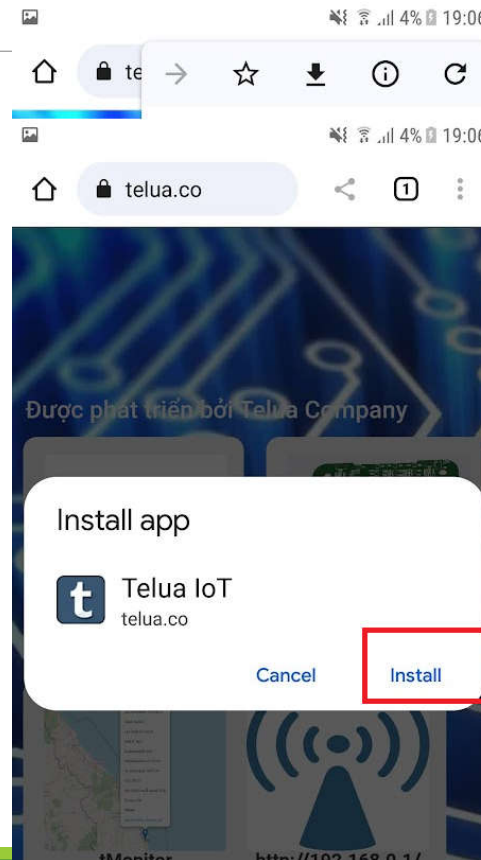 4% 19:06
te
4% 19:06
telua.co
1
Được phát triển bởi Telua Company
Install app
t
Telua IoT
telua.co
Cancel
Install
tMonitor
http://192.168.0.1/